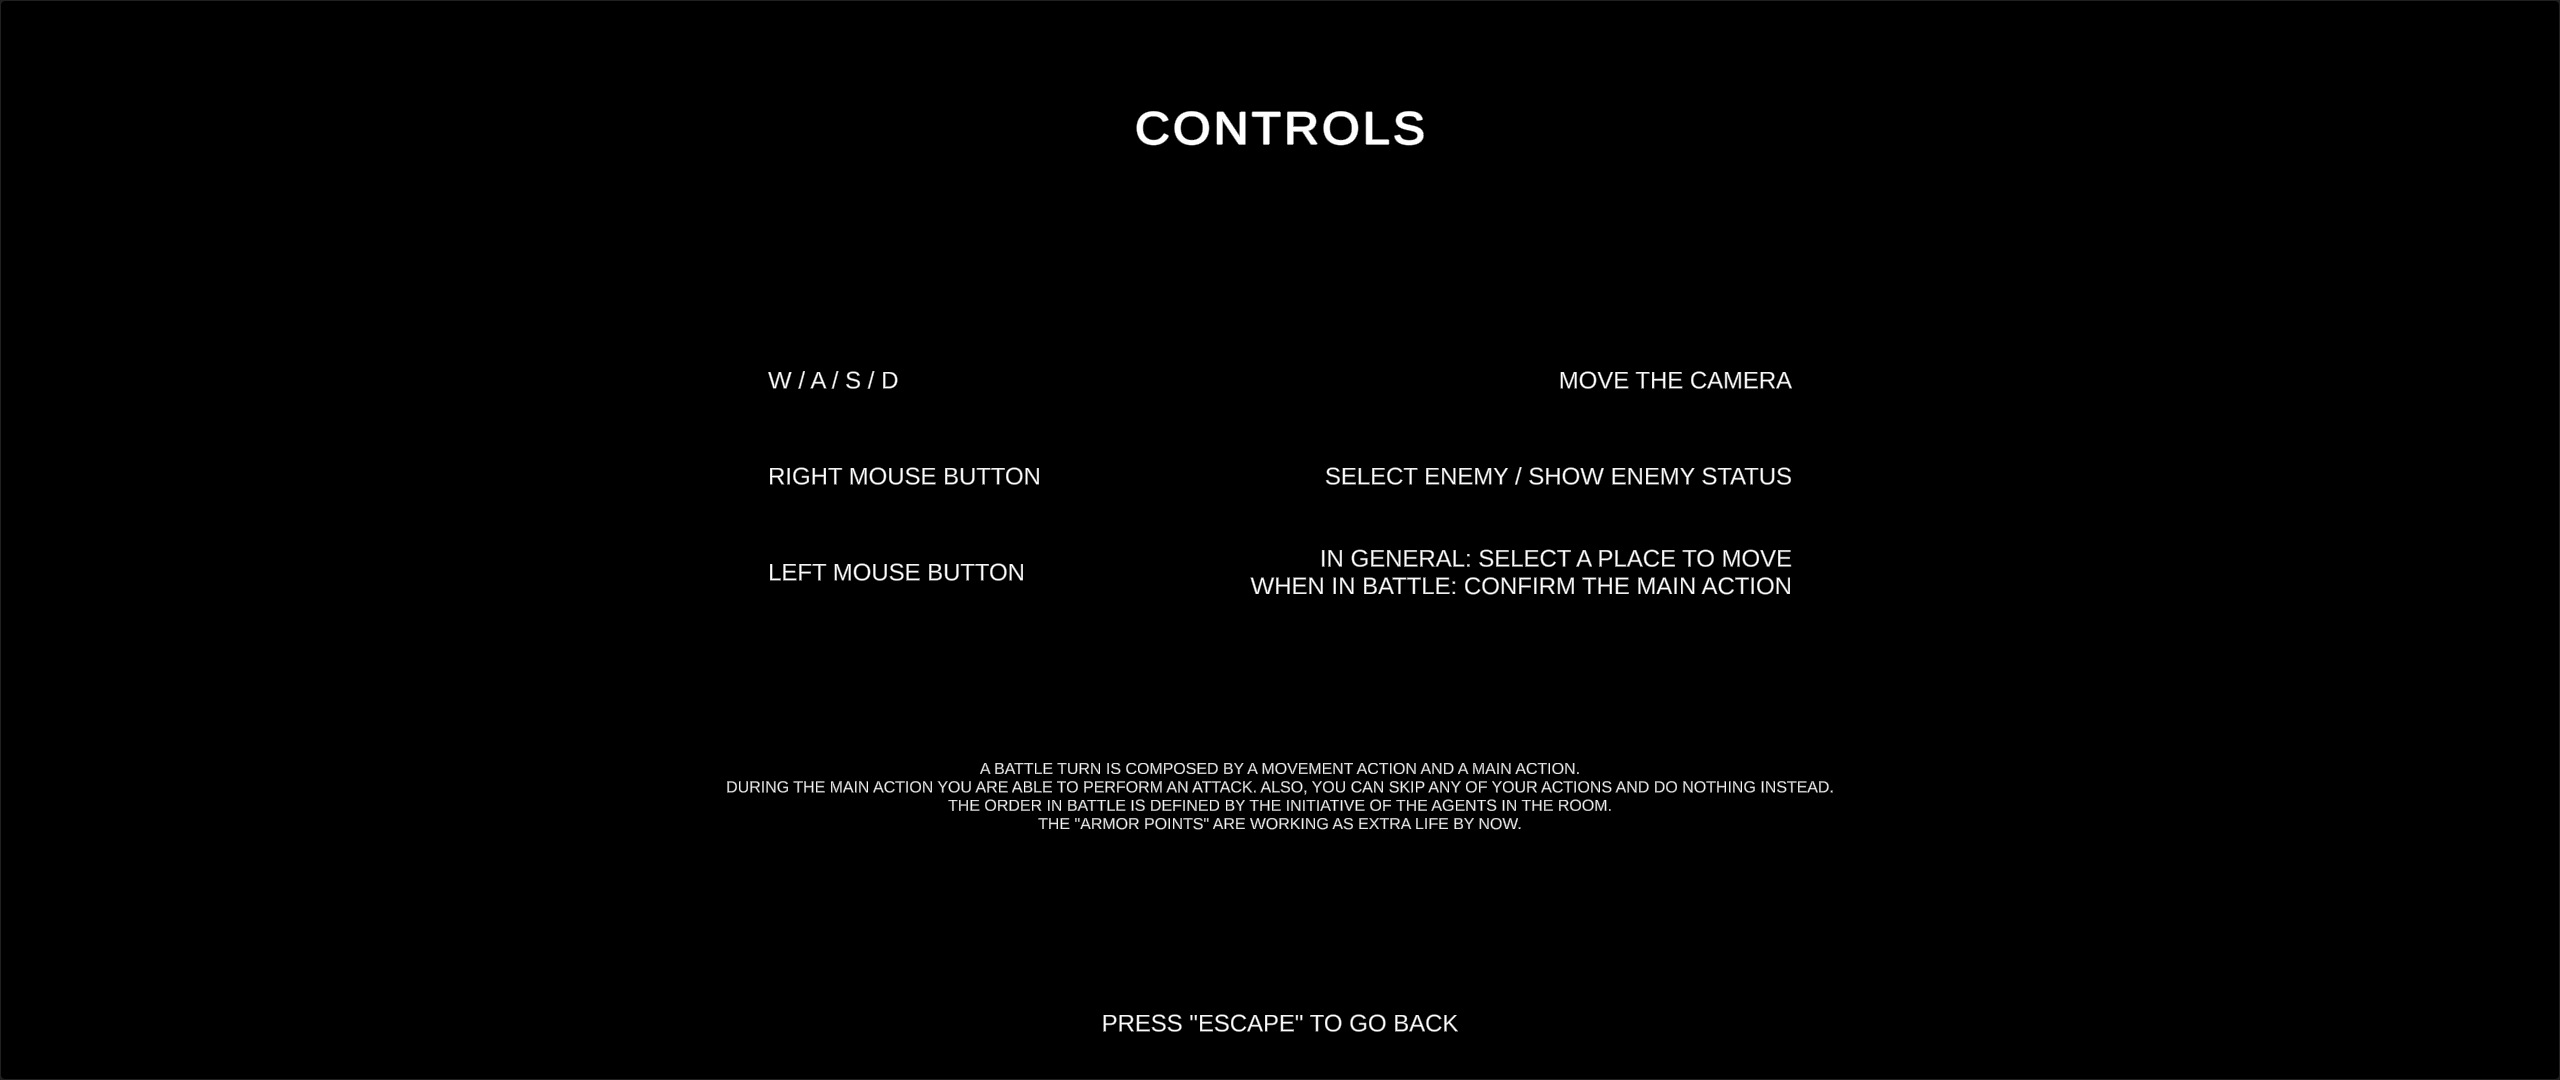 CONTROLS
W / A / S / D
MOVE THE CAMERA
RIGHT MOUSE BUTTON
SELECT ENEMY / SHOW ENEMY STATUS
LEFT MOUSE BUTTON
IN GENERAL: SELECT A PLACE TO MOVE
WHEN IN BATTLE: CONFIRM THE MAIN ACTION
A BATTLE TURN IS COMPOSED BY A MOVEMENT ACTION AND A MAIN ACTION.
DURING THE MAIN ACTION YOU ARE ABLE TO PERFORM AN ATTACK. ALSO, YOU CAN SKIP ANY OF YOUR ACTIONS AND DO NOTHING INSTEAD.
THE ORDER IN BATTLE IS DEFINED BY THE INITIATIVE OF THE AGENTS IN THE ROOM.
THE "ARMOR POINTS" ARE WORKING AS EXTRA LIFE BY NOW.
PRESS "ESCAPE" TO GO BACK